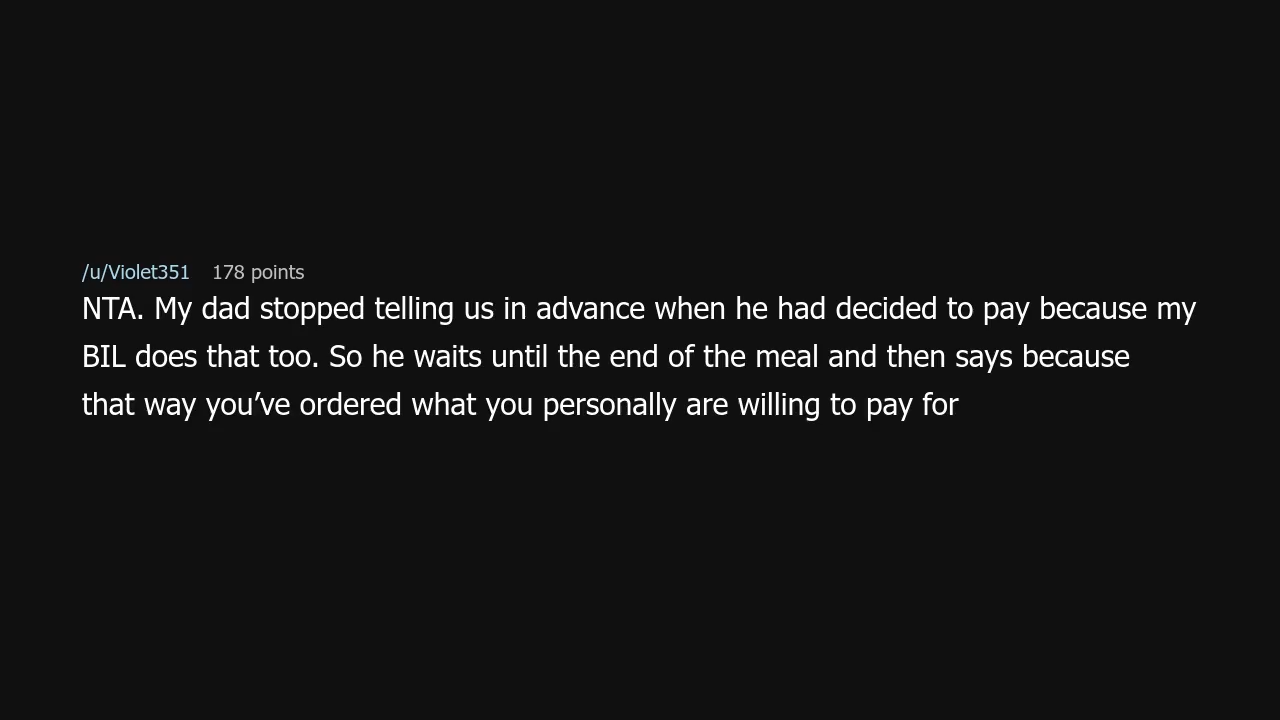 /u/Violet351 178 points
NTA. My dad stopped telling us in advance when he had decided to pay because my
BIL does that too. So he waits until the end of the meal and then says because
that way you’ve ordered what you personally are willing to pay for